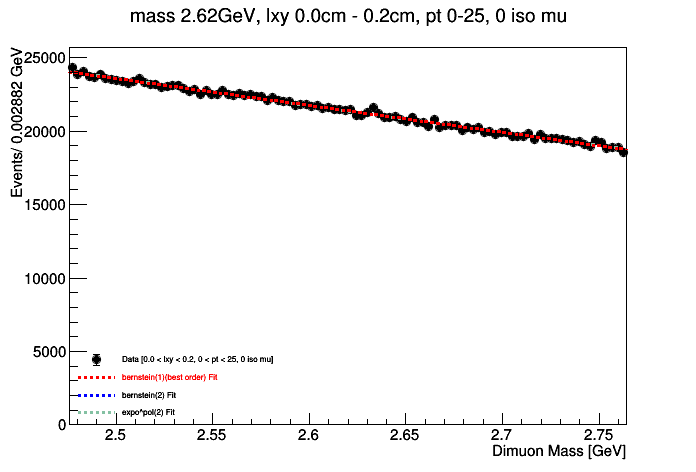 mass 2.62GeV, lxy 0.0cm - 0.2cm, pt 0-25, 0 iso mu
Events/ 0.002882 GeV
25000
20000
15000
10000
5000
0
Data [0.0 < lxy < 0.2, 0 < pt < 25, 0 iso mu]
bernstein(1)(best order) Fit
bernstein(2) Fit
expo^pol(2) Fit
2.5 2.55 2.6 2.65 2.7 2.75
Dimuon Mass [GeV]